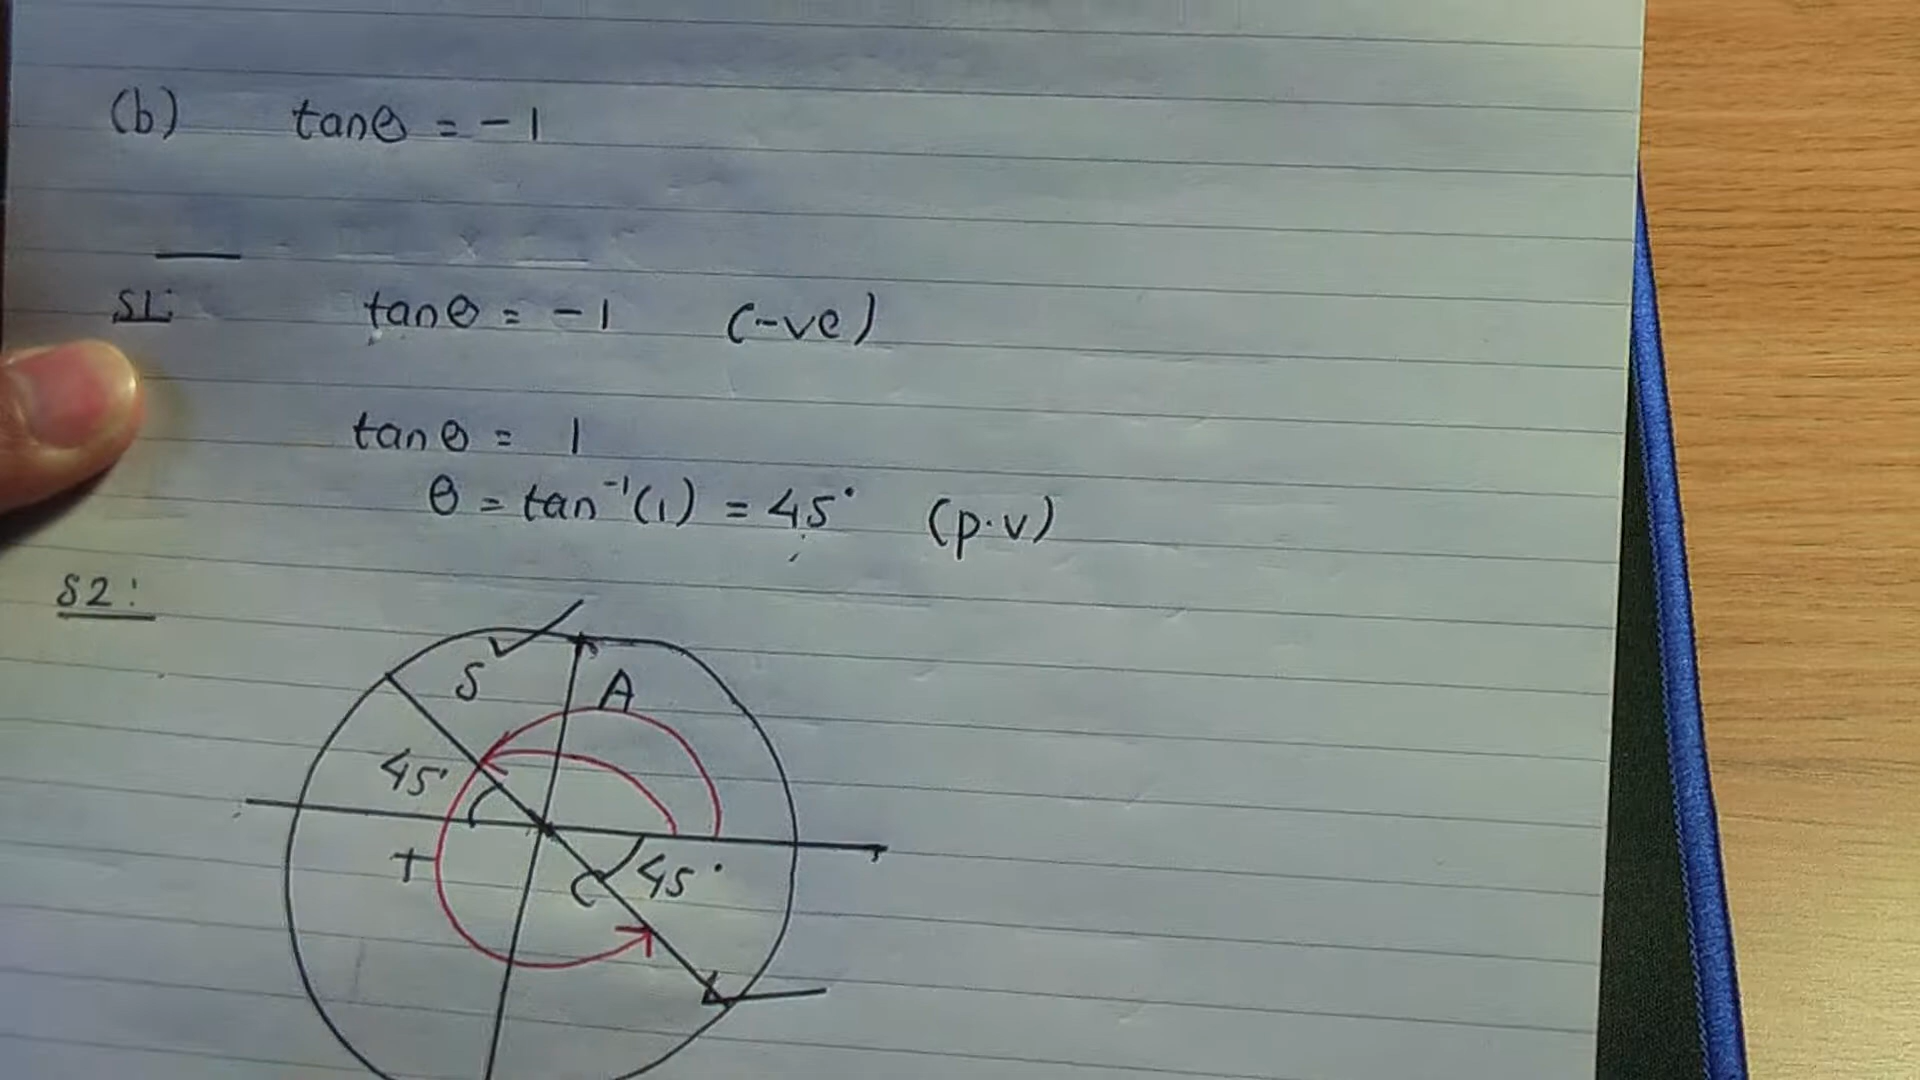 (b) tanθ = -1
S1: tanθ = -1 (-ve)
tanθ = 1
θ = tan⁻¹(1) = 45° (p.v)
S2:
S A
45°
T
C 45°